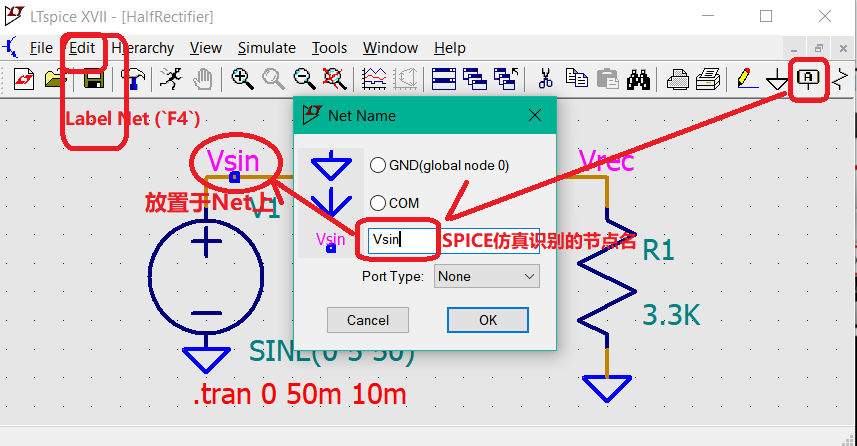 LTspice XVII - [HalfRectifier]
File Edit Hierarchy View Simulate Tools Window Help
Label Net (`F4`)
Net Name
Vsin
Vrec
GND(global node 0)
放置于Net上
V1
COM
Vsin
Vsin
SPICE仿真识别的节点名
R1
Port Type: None
3.3K
Cancel OK
SINE(0 5 50)
.tran 0 50m 10m